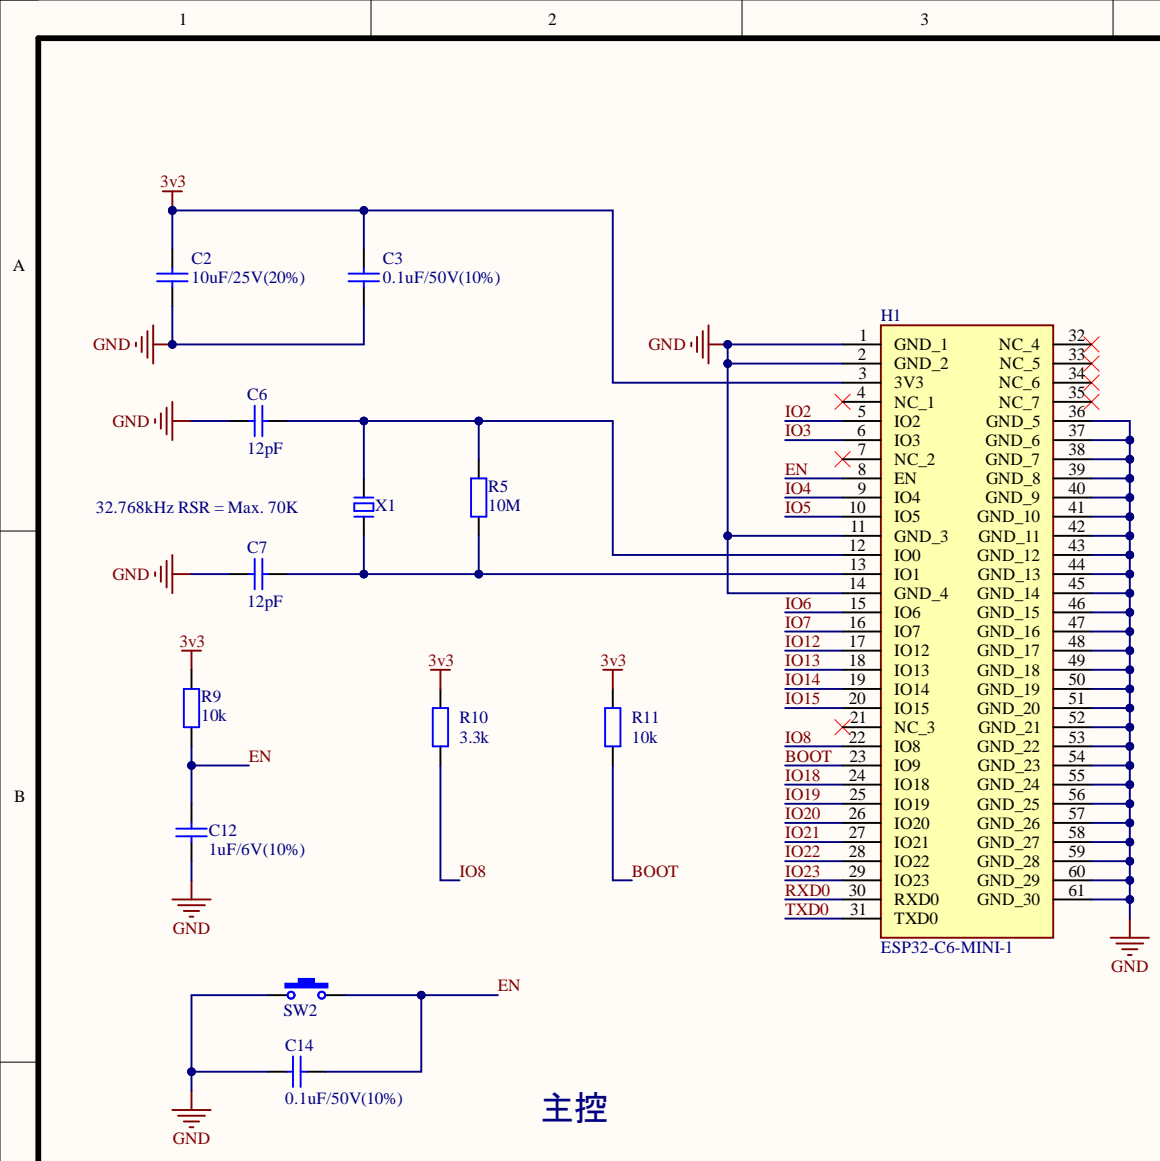 1 2 3
A
B
3v3
C2
10uF/25V(20%)
C3
0.1uF/50V(10%)
GND
GND
C6
12pF
32.768kHz RSR = Max. 70K
X1
R5
10M
GND
C7
12pF
3v3
R9
10k
EN
C12
1uF/6V(10%)
GND
3v3
R10
3.3k
IO8
3v3
R11
10k
BOOT
SW2
EN
C14
0.1uF/50V(10%)
GND
主控
GND
H1
1 GND_1 NC_4 32
2 GND_2 NC_5 33
3 3V3 NC_6 34
4 NC_1 NC_7 35
IO2 5 IO2 GND_5 36
IO3 6 IO3 GND_6 37
7 NC_2 GND_7 38
EN 8 EN GND_8 39
IO4 9 IO4 GND_9 40
IO5 10 IO5 GND_10 41
11 GND_3 GND_11 42
12 IO0 GND_12 43
13 IO1 GND_13 44
14 GND_4 GND_14 45
IO6 15 IO6 GND_15 46
IO7 16 IO7 GND_16 47
IO12 17 IO12 GND_17 48
IO13 18 IO13 GND_18 49
IO14 19 IO14 GND_19 50
IO15 20 IO15 GND_20 51
21 NC_3 GND_21 52
IO8 22 IO8 GND_22 53
BOOT 23 IO9 GND_23 54
IO18 24 IO18 GND_24 55
IO19 25 IO19 GND_25 56
IO20 26 IO20 GND_26 57
IO21 27 IO21 GND_27 58
IO22 28 IO22 GND_28 59
IO23 29 IO23 GND_29 60
RXD0 30 RXD0 GND_30 61
TXD0 31 TXD0
ESP32-C6-MINI-1
GND